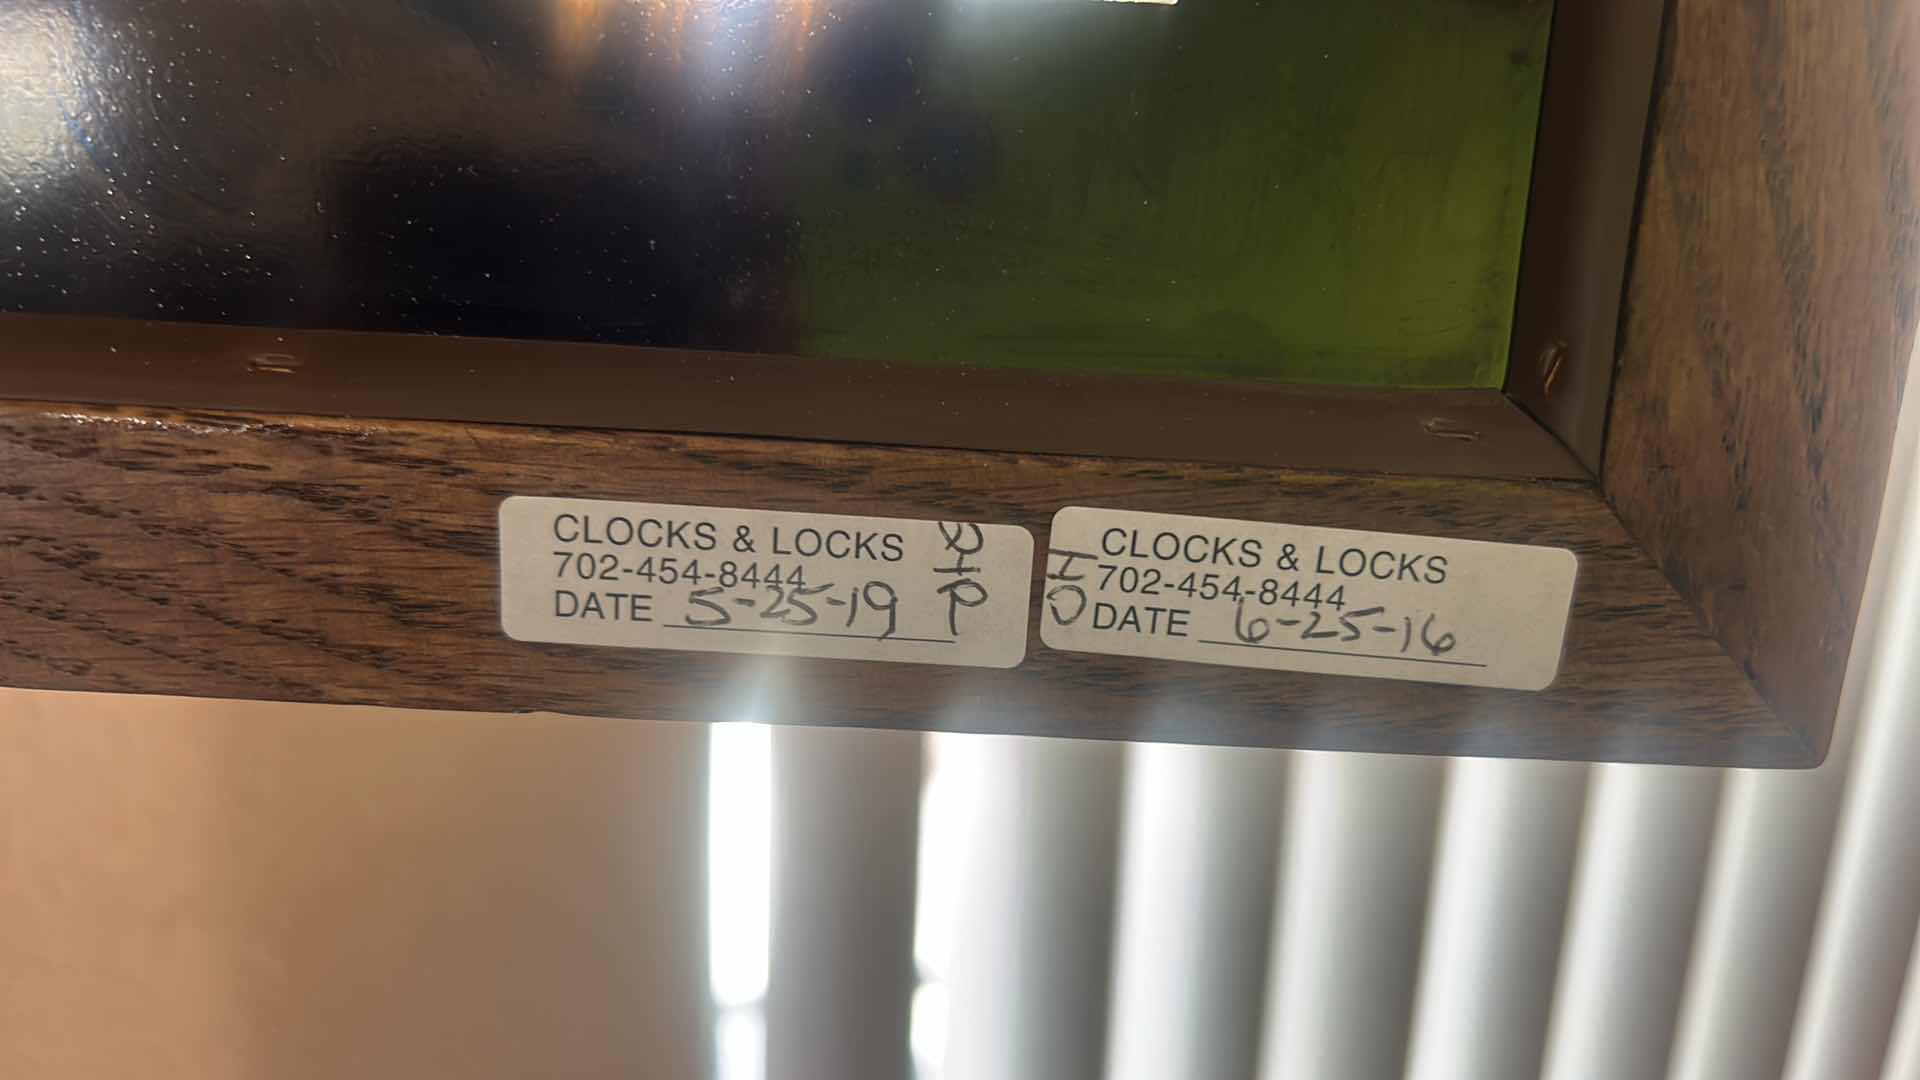 CLOCKS & LOCKS
702-454-8444
DATE 5-25-19
CLOCKS & LOCKS
702-454-8444
DATE 6-25-16